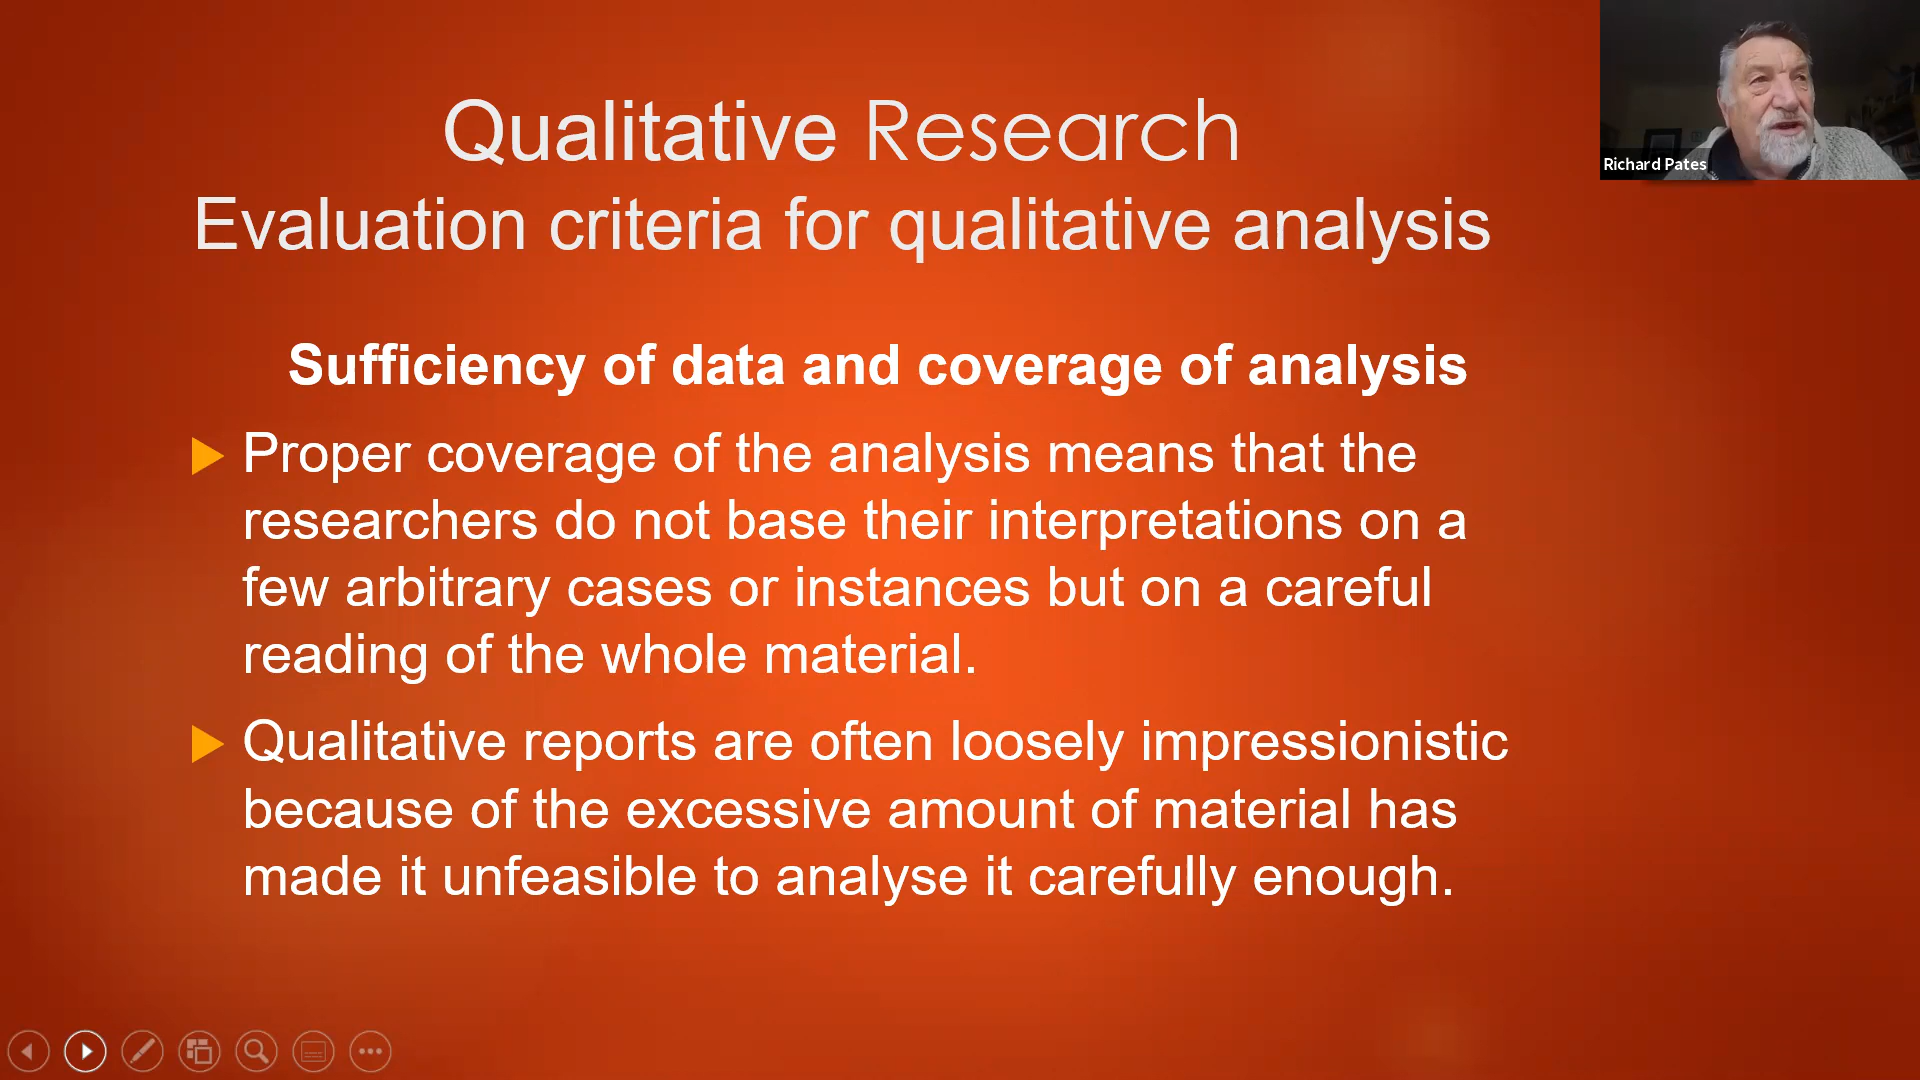 Qualitative Research
Evaluation criteria for qualitative analysis
Richard Pates
Sufficiency of data and coverage of analysis
Proper coverage of the analysis means that the
researchers do not base their interpretations on a
few arbitrary cases or instances but on a careful
reading of the whole material.
Qualitative reports are often loosely impressionistic
because of the excessive amount of material has
made it unfeasible to analyse it carefully enough.